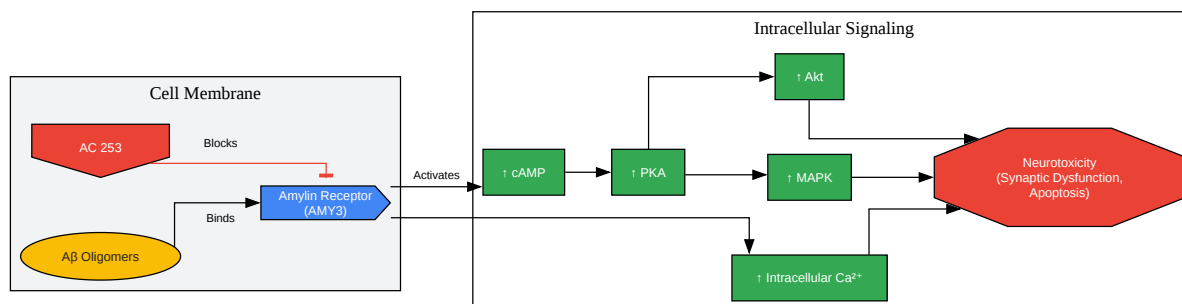 Intracellular Signaling
Cell Membrane
AC 253
Blocks
Amylin Receptor
(AMY3)
Binds
Aβ Oligomers
Activates
↑ cAMP
↑ PKA
↑ Akt
↑ MAPK
↑ Intracellular Ca²⁺
Neurotoxicity
(Synaptic Dysfunction,
Apoptosis)